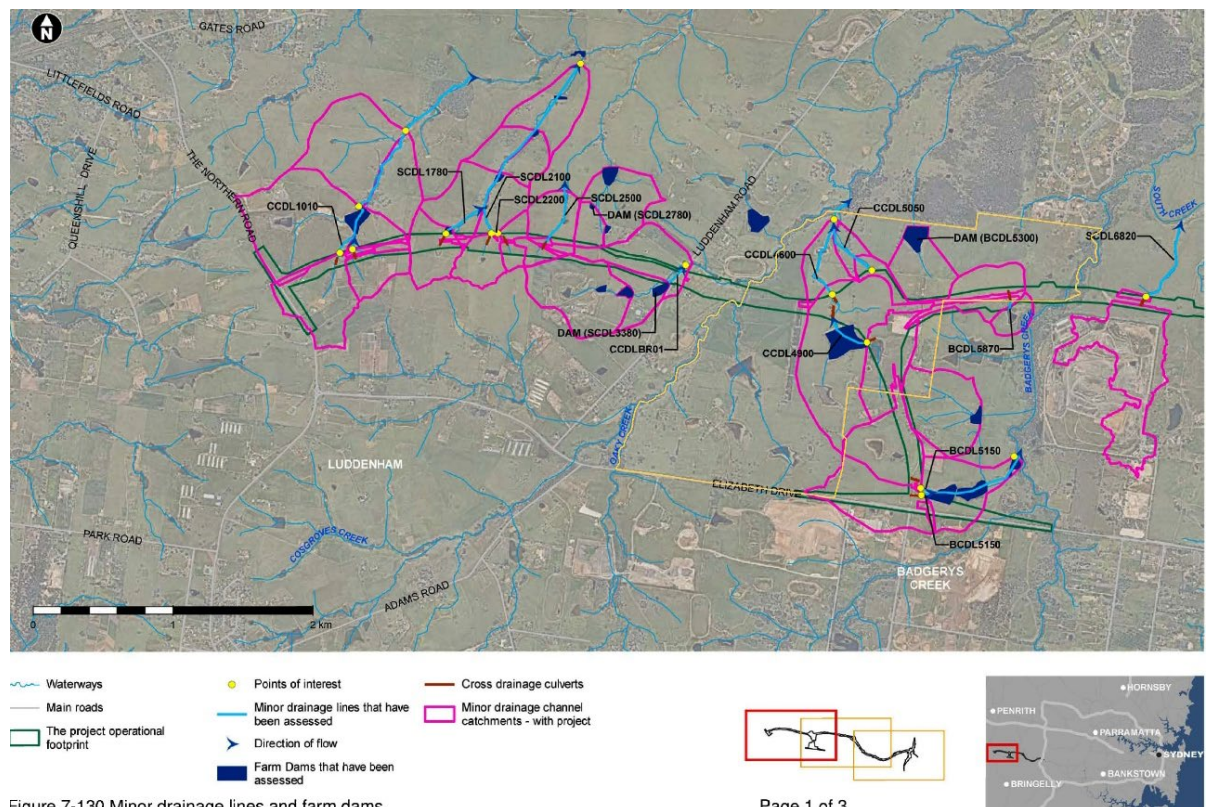 N
GATES ROAD
LITTLEFIELDS ROAD
QUEENSHILL DRIVE
THE NORTHERN ROAD
CCDL1010
SCDL1780
SCDL2100
SCDL2200
SCDL2500
DAM (SCDL2780)
LUDDENHAM ROAD
CCDL5050
CCDL4600
DAM (BCDL5300)
SOUTH CREEK
SCDL6820
DAM (SCDL3380)
CCDLBR01
CCDL4900
BCDL5870
BADGERYS CREEK
OAKY CREEK
LUDDENHAM
BCDL5150
ELIZABETH DRIVE
BCDL5150
PARK ROAD
COSGROVES CREEK
ADAMS ROAD
BADGERYS
CREEK
0 1 2 km
Waterways
Main roads
The project operational
footprint
Points of interest
Minor drainage lines that have
been assessed
Direction of flow
Farm Dams that have been
assessed
Cross drainage culverts
Minor drainage channel
catchments - with project
HORNSBY
PENRITH
PARRAMATTA
SYDNEY
BANKSTOWN
BRINGELLY
Figure 7-130 Minor drainage lines and farm dams
Page 1 of 3